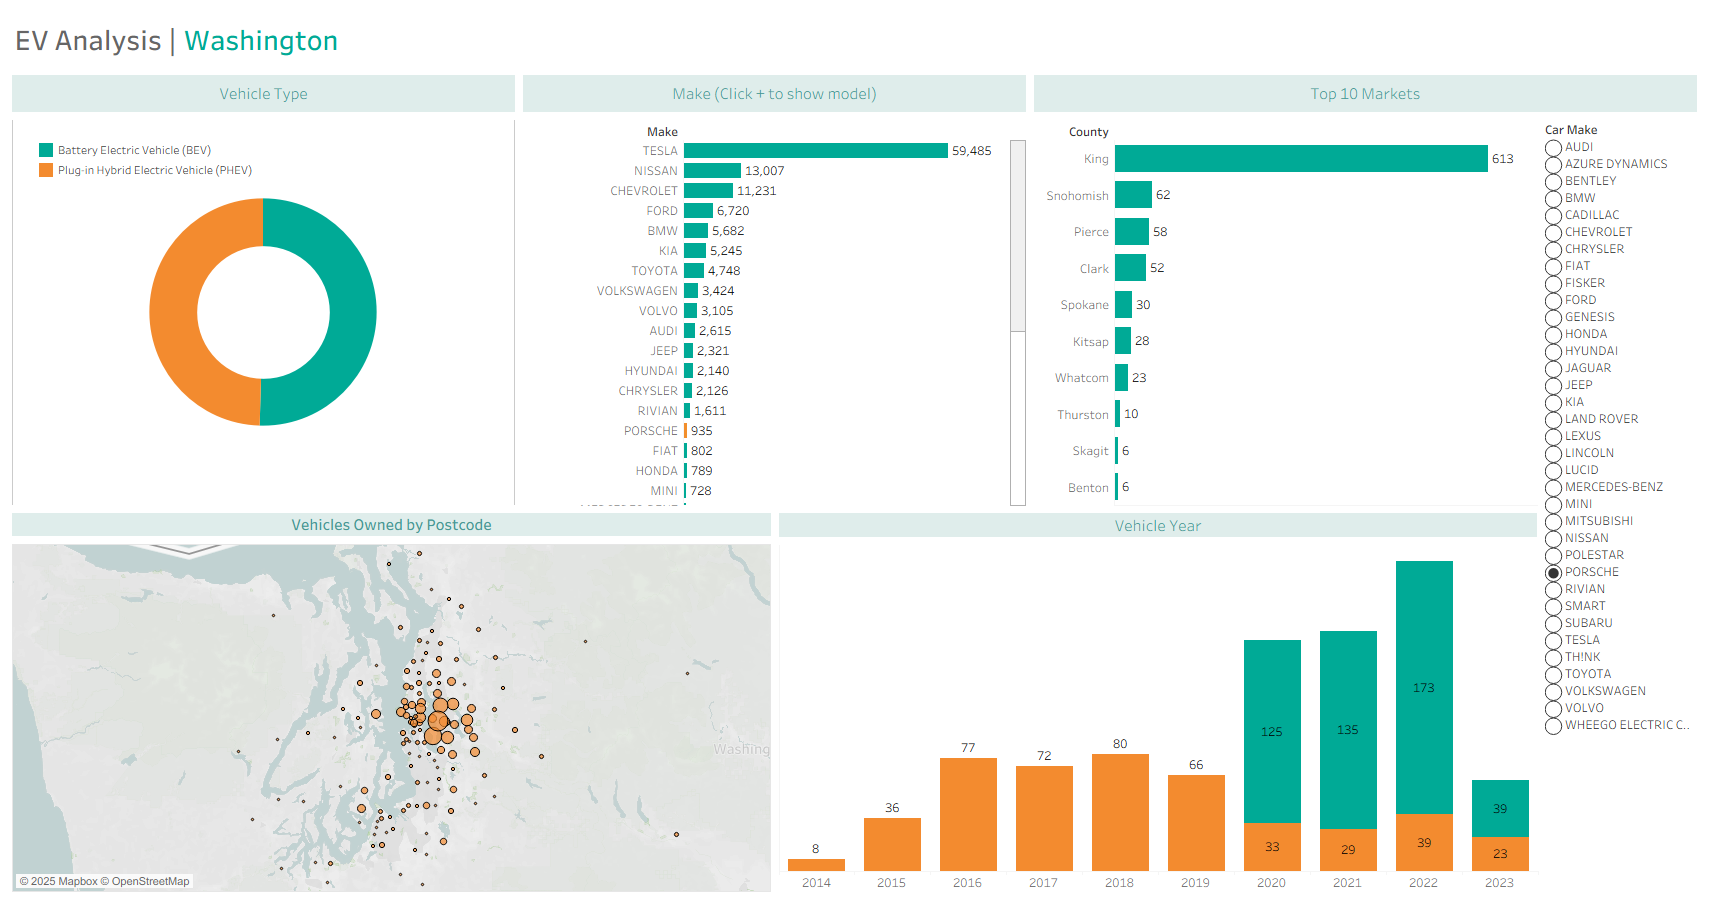 EV Analysis | Washington
Vehicle Type
Battery Electric Vehicle (BEV)
Plug-in Hybrid Electric Vehicle (PHEV)
Make (Click + to show model)
Make
TESLA 59,485
NISSAN 13,007
CHEVROLET 11,231
FORD 6,720
BMW 5,682
KIA 5,245
TOYOTA 4,748
VOLKSWAGEN 3,424
VOLVO 3,105
AUDI 2,615
JEEP 2,321
HYUNDAI 2,140
CHRYSLER 2,126
RIVIAN 1,611
PORSCHE 935
FIAT 802
HONDA 789
MINI 728
Top 10 Markets
County
King 613
Snohomish 62
Pierce 58
Clark 52
Spokane 30
Kitsap 28
Whatcom 23
Thurston 10
Skagit 6
Benton 6
Car Make
AUDI
AZURE DYNAMICS
BENTLEY
BMW
CADILLAC
CHEVROLET
CHRYSLER
FIAT
FISKER
FORD
GENESIS
HONDA
HYUNDAI
JAGUAR
JEEP
KIA
LAND ROVER
LEXUS
LINCOLN
LUCID
MERCEDES-BENZ
MINI
MITSUBISHI
NISSAN
POLESTAR
PORSCHE
RIVIAN
SMART
SUBARU
TESLA
TH!NK
TOYOTA
VOLKSWAGEN
VOLVO
WHEEGO ELECTRIC C..
Vehicles Owned by Postcode
Washing
© 2025 Mapbox © OpenStreetMap
Vehicle Year
8
36
77
72
80
66
125
33
135
29
173
39
39
23
2014 2015 2016 2017 2018 2019 2020 2021 2022 2023